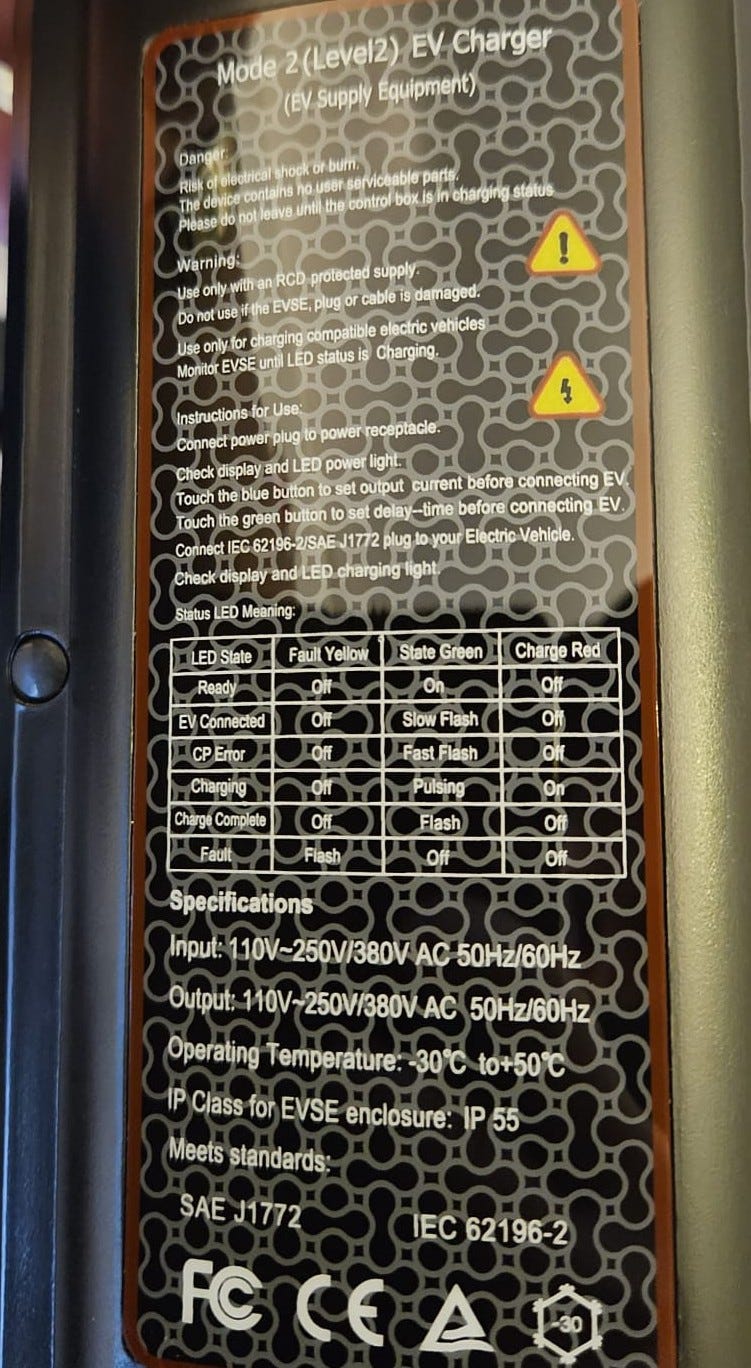 Mode 2(Level2) EV Charger
(EV Supply Equipment)
Danger:
Risk of electrical shock or burn.
The device contains no user serviceable parts.
Please do not leave until the control box is in charging status
Warning:
Use only with an RCD protected supply.
Do not use if the EVSE, plug or cable is damaged.
Use only for charging compatible electric vehicles
Monitor EVSE until LED status is Charging.
Instructions for Use:
Connect power plug to power receptacle.
Check display and LED power light.
Touch the blue button to set output current before connecting EV.
Touch the green button to set delay--time before connecting EV.
Connect IEC 62196-2/SAE J1772 plug to your Electric Vehicle.
Check display and LED charging light.
Status LED Meaning:
LED State Fault Yellow State Green Charge Red
Ready Off On Off
EV Connected Off Slow Flash Off
CP Error Off Fast Flash Off
Charging Off Pulsing On
Charge Complete Off Flash Off
Fault Flash Off Off
Specifications
Input: 110V~250V/380V AC 50Hz/60Hz
Output: 110V~250V/380V AC 50Hz/60Hz
Operating Temperature: -30℃ to+50℃
IP Class for EVSE enclosure: IP 55
Meets standards:
SAE J1772 IEC 62196-2
FC CE -30